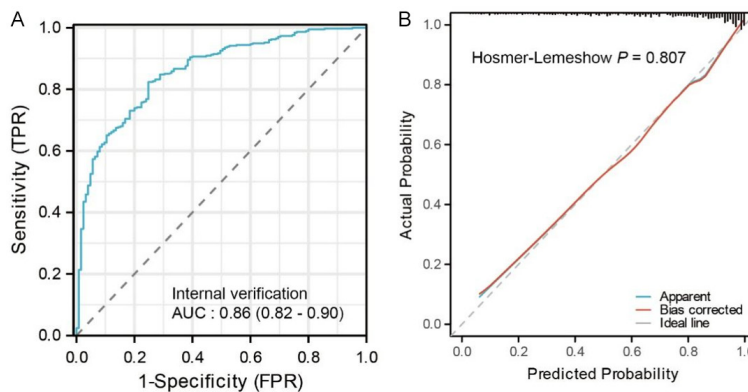 A
1.0
0.8
0.6
0.4
0.2
0.0
Sensitivity (TPR)
Internal verification
AUC : 0.86 (0.82 - 0.90)
0.0 0.2 0.4 0.6 0.8 1.0
1-Specificity (FPR)
B
Hosmer-Lemeshow P = 0.807
1.0
0.8
0.6
0.4
0.2
0.0
Actual Probability
Apparent
Bias corrected
Ideal line
0.0 0.2 0.4 0.6 0.8 1.0
Predicted Probability